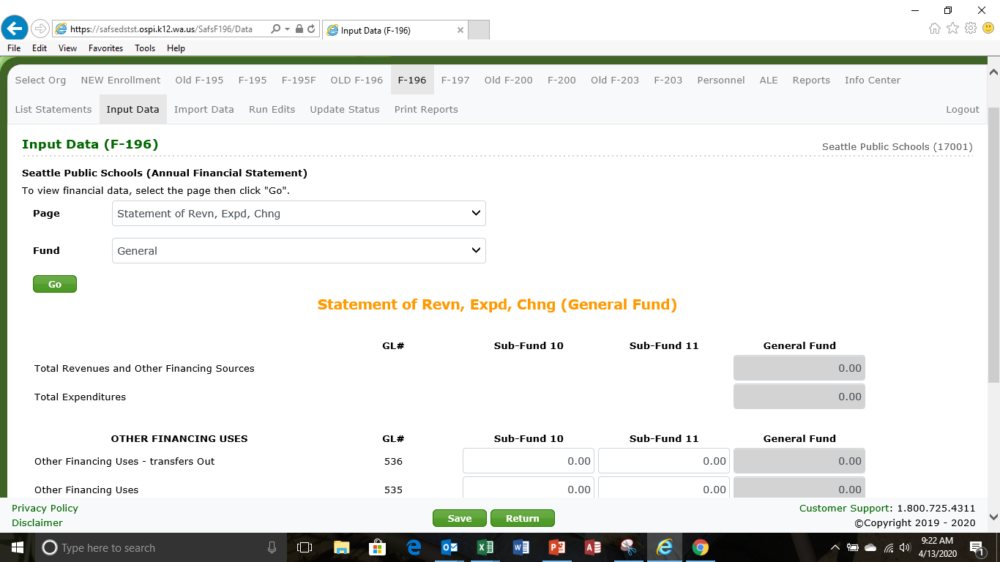 https://safsedstst.ospi.k12.wa.us/SafsF196/Data
Input Data (F-196)
File Edit View Favorites Tools Help
Select Org NEW Enrollment Old F-195 F-195 F-195F OLD F-196 F-196 F-197 Old F-200 F-200 Old F-203 F-203 Personnel ALE Reports Info Center
List Statements Input Data Import Data Run Edits Update Status Print Reports Logout
Input Data (F-196)
Seattle Public Schools (17001)
Seattle Public Schools (Annual Financial Statement)
To view financial data, select the page then click "Go".
Page Statement of Revn, Expd, Chng
Fund General
Go
Statement of Revn, Expd, Chng (General Fund)
GL# Sub-Fund 10 Sub-Fund 11 General Fund
Total Revenues and Other Financing Sources 0.00
Total Expenditures 0.00
OTHER FINANCING USES GL# Sub-Fund 10 Sub-Fund 11 General Fund
Other Financing Uses - transfers Out 536 0.00 0.00 0.00
Other Financing Uses 535 0.00 0.00 0.00
Privacy Policy Customer Support: 1.800.725.4311
Save Return
Disclaimer ©Copyright 2019 - 2020
Type here to search
9:22 AM
4/13/2020
1